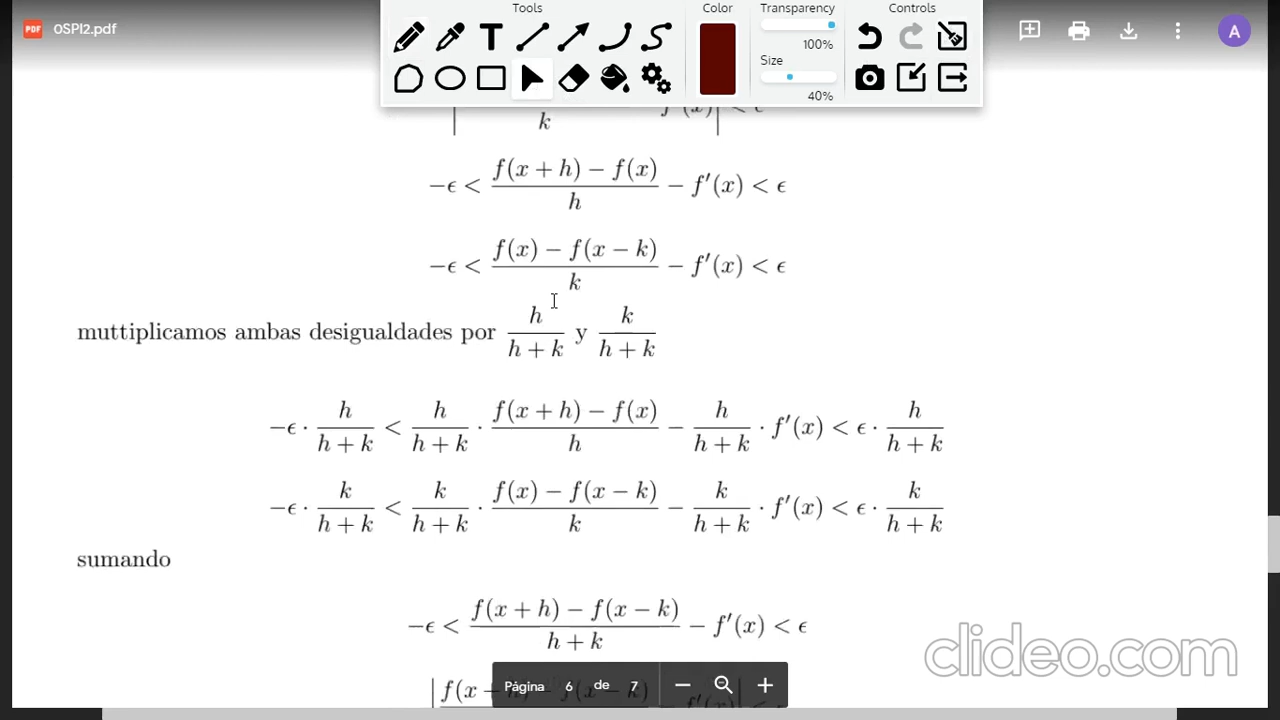 PDF 0SPI2.pdf
Tools Color Transparency Controls
100%
Size
40%
A
k
−ϵ < (f(x + h) − f(x))/h − f′(x) < ϵ
−ϵ < (f(x) − f(x − k))/k − f′(x) < ϵ
muttiplicamos ambas desigualdades por h/(h + k) y k/(h + k)
−ϵ · h/(h + k) < h/(h + k) · (f(x + h) − f(x))/h − h/(h + k) · f′(x) < ϵ · h/(h + k)
−ϵ · k/(h + k) < k/(h + k) · (f(x) − f(x − k))/k − k/(h + k) · f′(x) < ϵ · k/(h + k)
sumando
−ϵ < (f(x + h) − f(x − k))/(h + k) − f′(x) < ϵ
clideo.com
Página 6 de 7